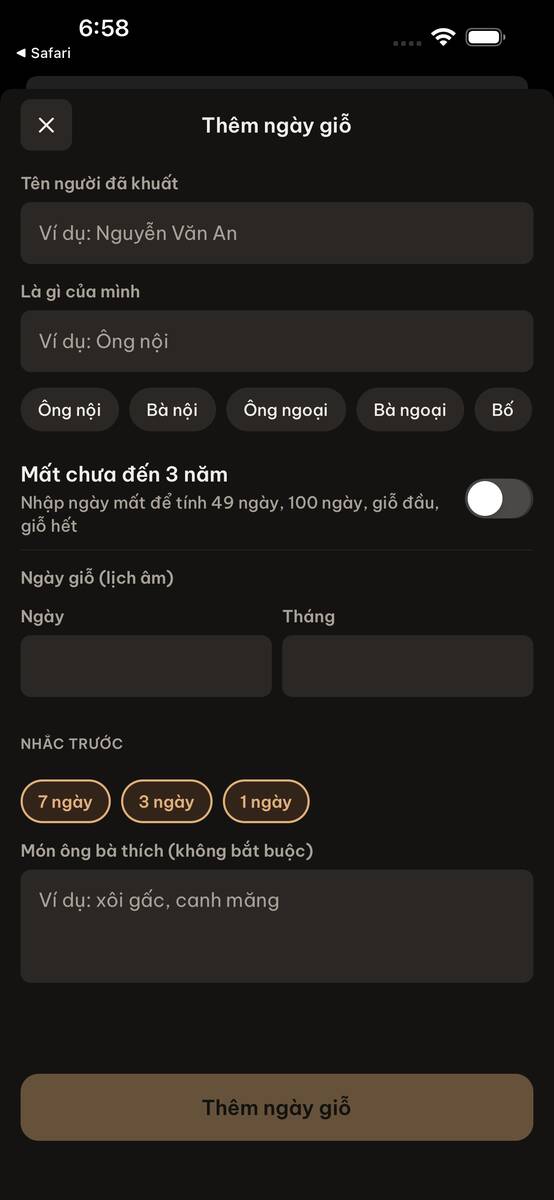 6:58
◀ Safari
Thêm ngày giỗ
Tên người đã khuất
Ví dụ: Nguyễn Văn An
Là gì của mình
Ví dụ: Ông nội
Ông nội
Bà nội
Ông ngoại
Bà ngoại
Bố
Mất chưa đến 3 năm
Nhập ngày mất để tính 49 ngày, 100 ngày, giỗ đầu,
giỗ hết
Ngày giỗ (lịch âm)
Ngày
Tháng
NHẮC TRƯỚC
7 ngày
3 ngày
1 ngày
Món ông bà thích (không bắt buộc)
Ví dụ: xôi gấc, canh măng
Thêm ngày giỗ